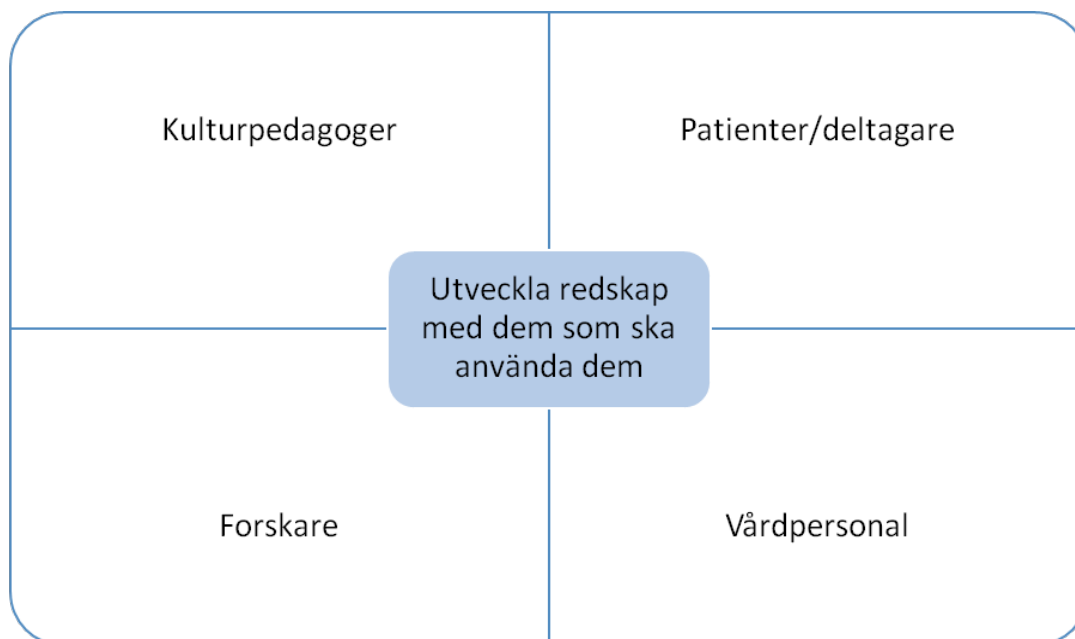 Kulturpedagoger
Patienter/deltagare
Utveckla redskap
med dem som ska
använda dem
Forskare
Vårdpersonal